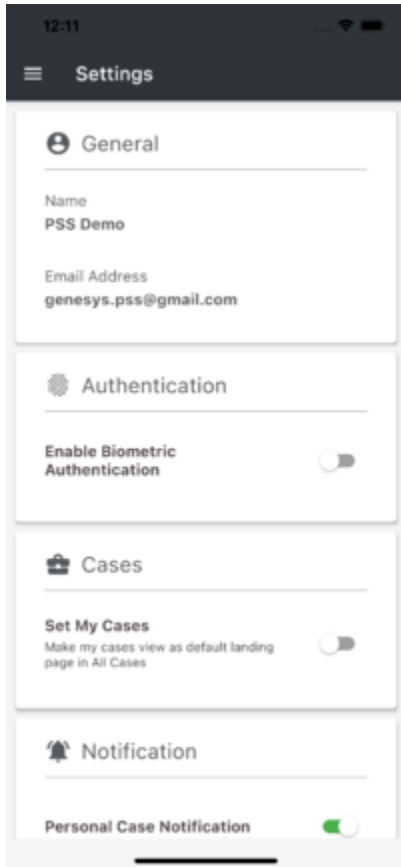 12:11
Settings
General
Name
PSS Demo
Email Address
genesys.pss@gmail.com
Authentication
Enable Biometric
Authentication
Cases
Set My Cases
Make my cases view as default landing
page in All Cases
Notification
Personal Case Notification